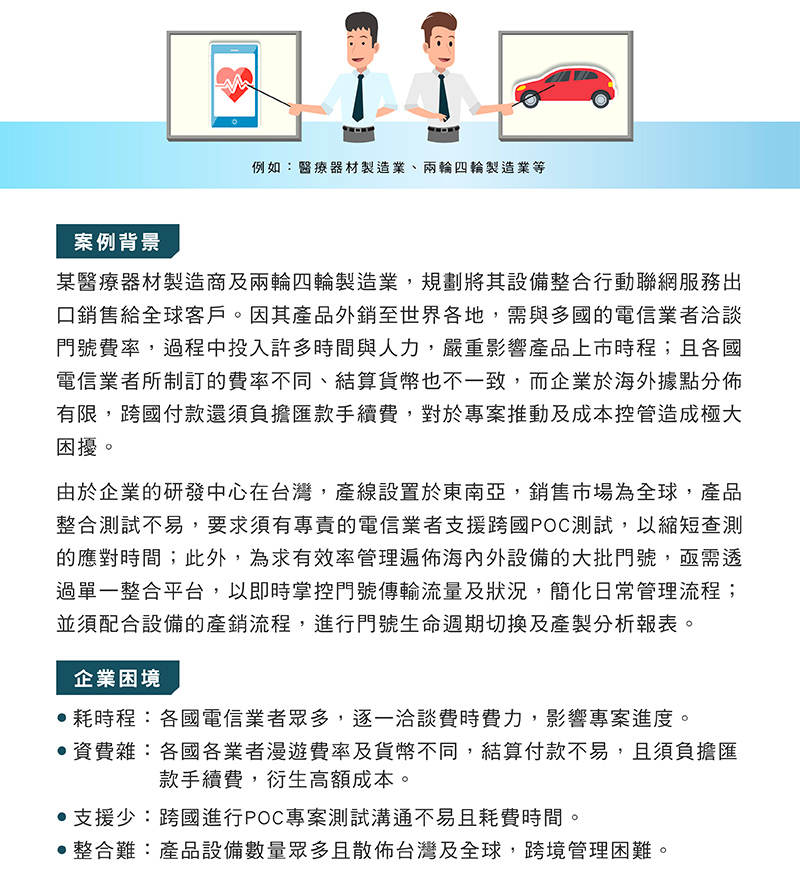 例如：醫療器材製造業、兩輪四輪製造業等
案例背景
某醫療器材製造商及兩輪四輪製造業，規劃將其設備整合行動聯網服務出
口銷售給全球客戶。因其產品外銷至世界各地，需與多國的電信業者洽談
門號費率，過程中投入許多時間與人力，嚴重影響產品上市時程；且各國
電信業者所制訂的費率不同、結算貨幣也不一致，而企業於海外據點分佈
有限，跨國付款還須負擔匯款手續費，對於專案推動及成本控管造成極大
困擾。
由於企業的研發中心在台灣，產線設置於東南亞，銷售市場為全球，產品
整合測試不易，要求須有專責的電信業者支援跨國POC測試，以縮短查測
的應對時間；此外，為求有效率管理遍佈海內外設備的大批門號，亟需透
過單一整合平台，以即時掌控門號傳輸流量及狀況，簡化日常管理流程；
並須配合設備的產銷流程，進行門號生命週期切換及產製分析報表。
企業困境
● 耗時程：各國電信業者眾多，逐一洽談費時費力，影響專案進度。
● 資費雜：各國各業者漫遊費率及貨幣不同，結算付款不易，且須負擔匯
款手續費，衍生高額成本。
● 支援少：跨國進行POC專案測試溝通不易且耗費時間。
● 整合難：產品設備數量眾多且散佈台灣及全球，跨境管理困難。